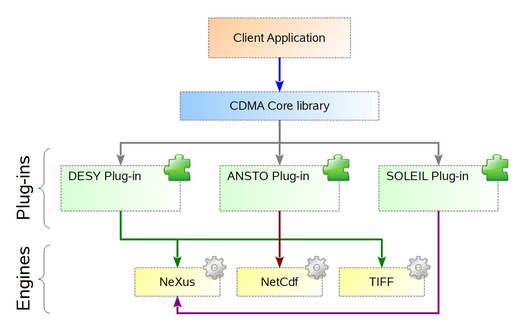 Client Application
CDMA Core library
Plug-ins
DESY Plug-in
ANSTO Plug-in
SOLEIL Plug-in
Engines
NeXus
NetCdf
TIFF